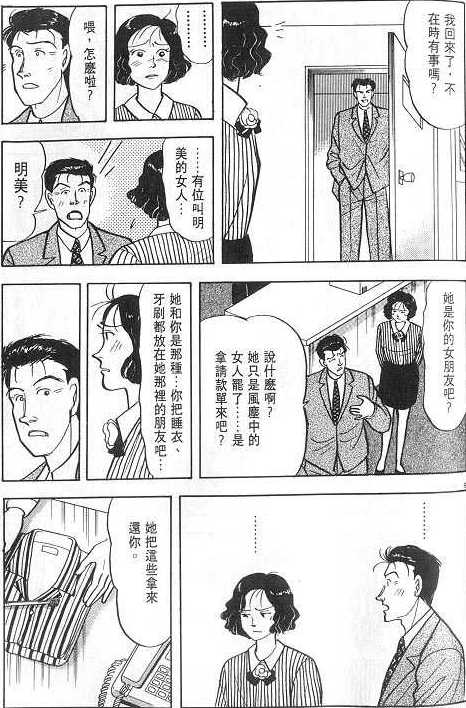 我回來了，不
在時有事嗎？
………
喂，怎麼啦？
……有位叫明
美的女人…
明美？
她是你的女朋友吧？
說什麼啊？
她只是風塵中的
女人罷了……是
拿請款單來吧？
她和你是那種…你把睡衣、
牙刷都放在她那裡的朋友吧…
………
………
她把這些拿來
還你。